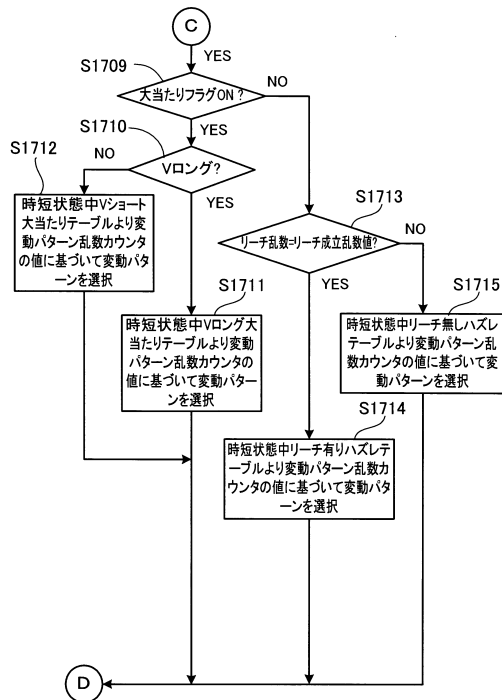 C
YES
S1709
大当たりフラグON?
NO
YES
S1710
Vロング?
NO
YES
S1712
時短状態中Vショート
大当たりテーブルより変
動パターン乱数カウンタ
の値に基づいて変動パタ
ーンを選択
S1713
リーチ乱数=リーチ成立乱数値?
NO
YES
S1711
時短状態中Vロング大
当たりテーブルより変動
パターン乱数カウンタの
値に基づいて変動パター
ンを選択
S1715
時短状態中リーチ無しハズレ
テーブルより変動パターン乱
数カウンタの値に基づいて変
動パターンを選択
S1714
時短状態中リーチ有りハズレテ
ーブルより変動パターン乱数カ
ウンタの値に基づいて変動パタ
ーンを選択
D